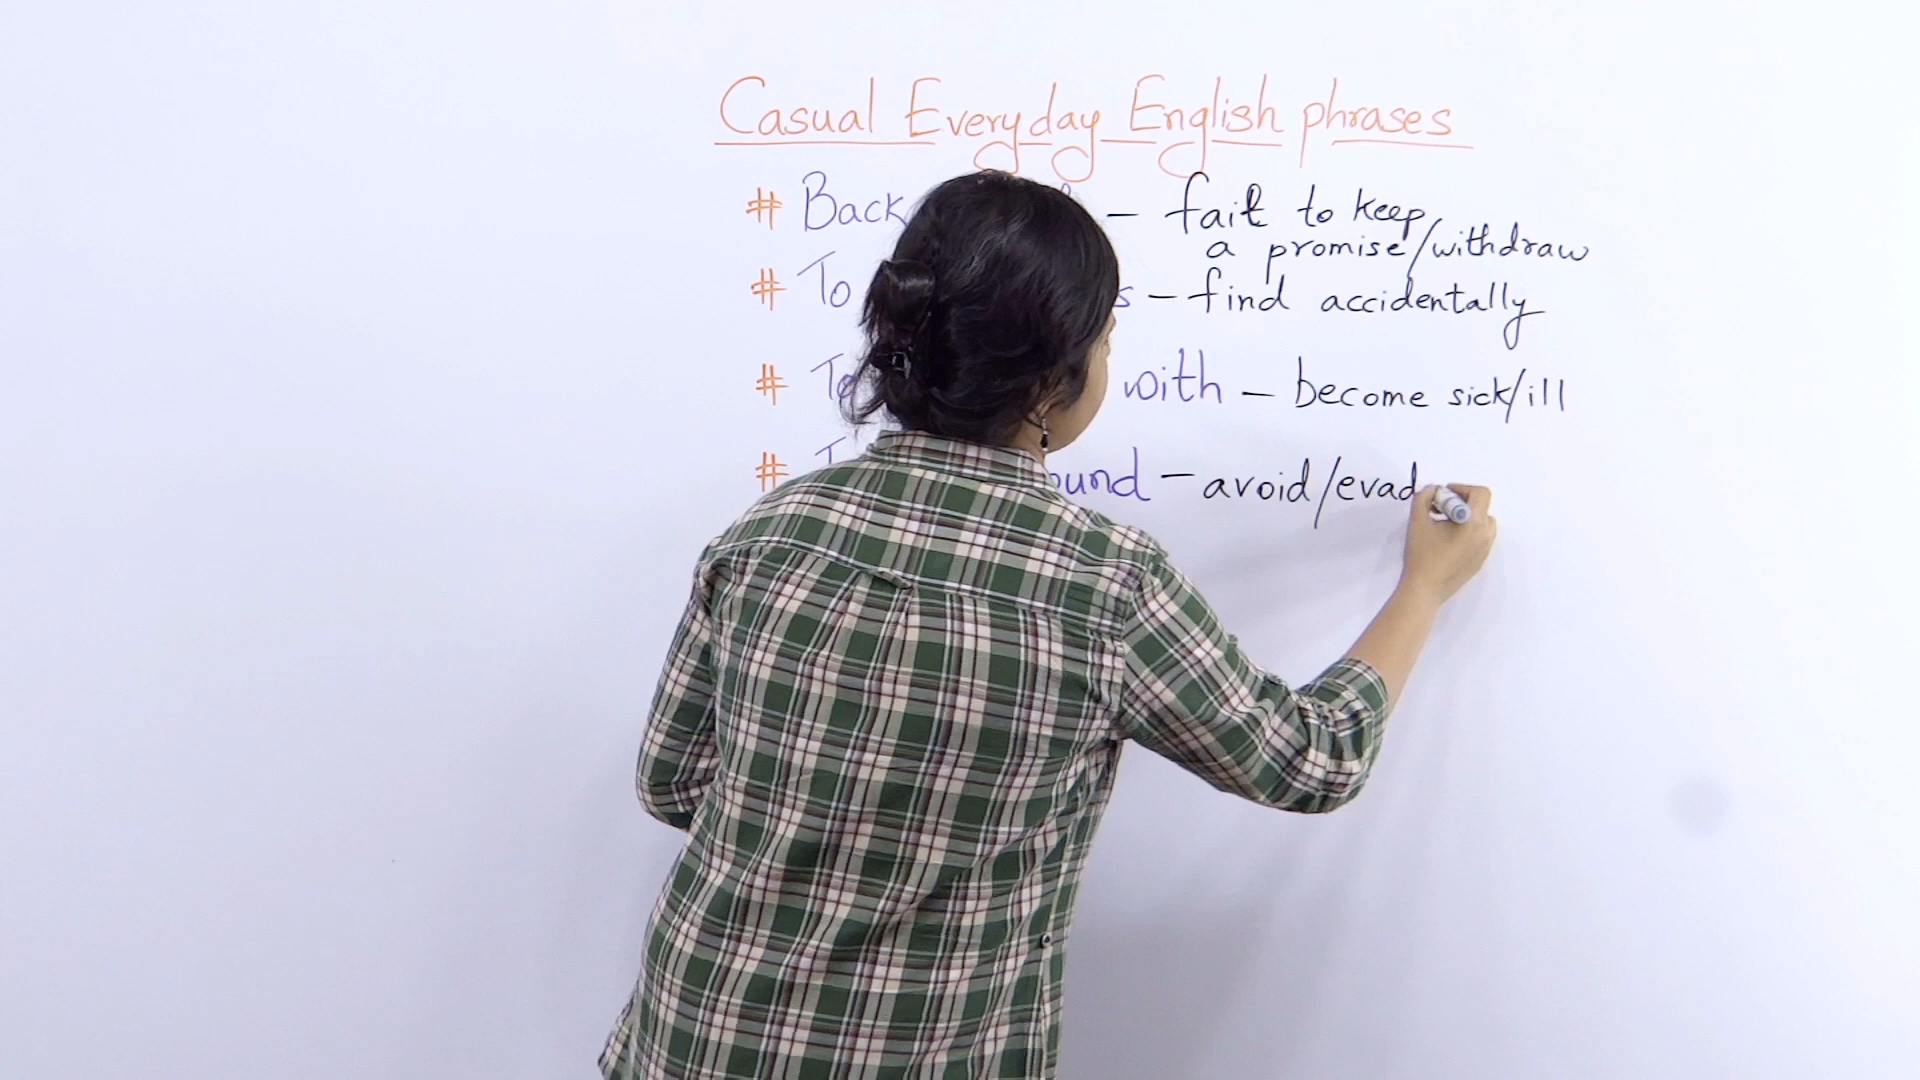 Casual Everyday English phrases
# Back – fail to keep
a promise/withdraw
# To – find accidentally
# To with – become sick/ill
# – avoid/evad